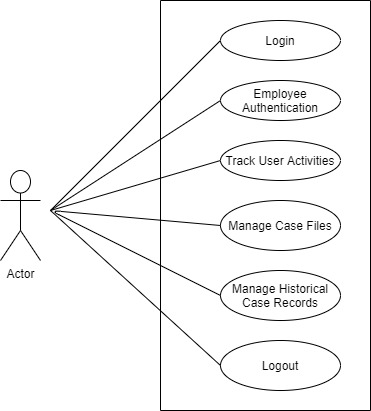 Login
Employee
Authentication
Track User Activities
Manage Case Files
Manage Historical
Case Records
Logout
Actor